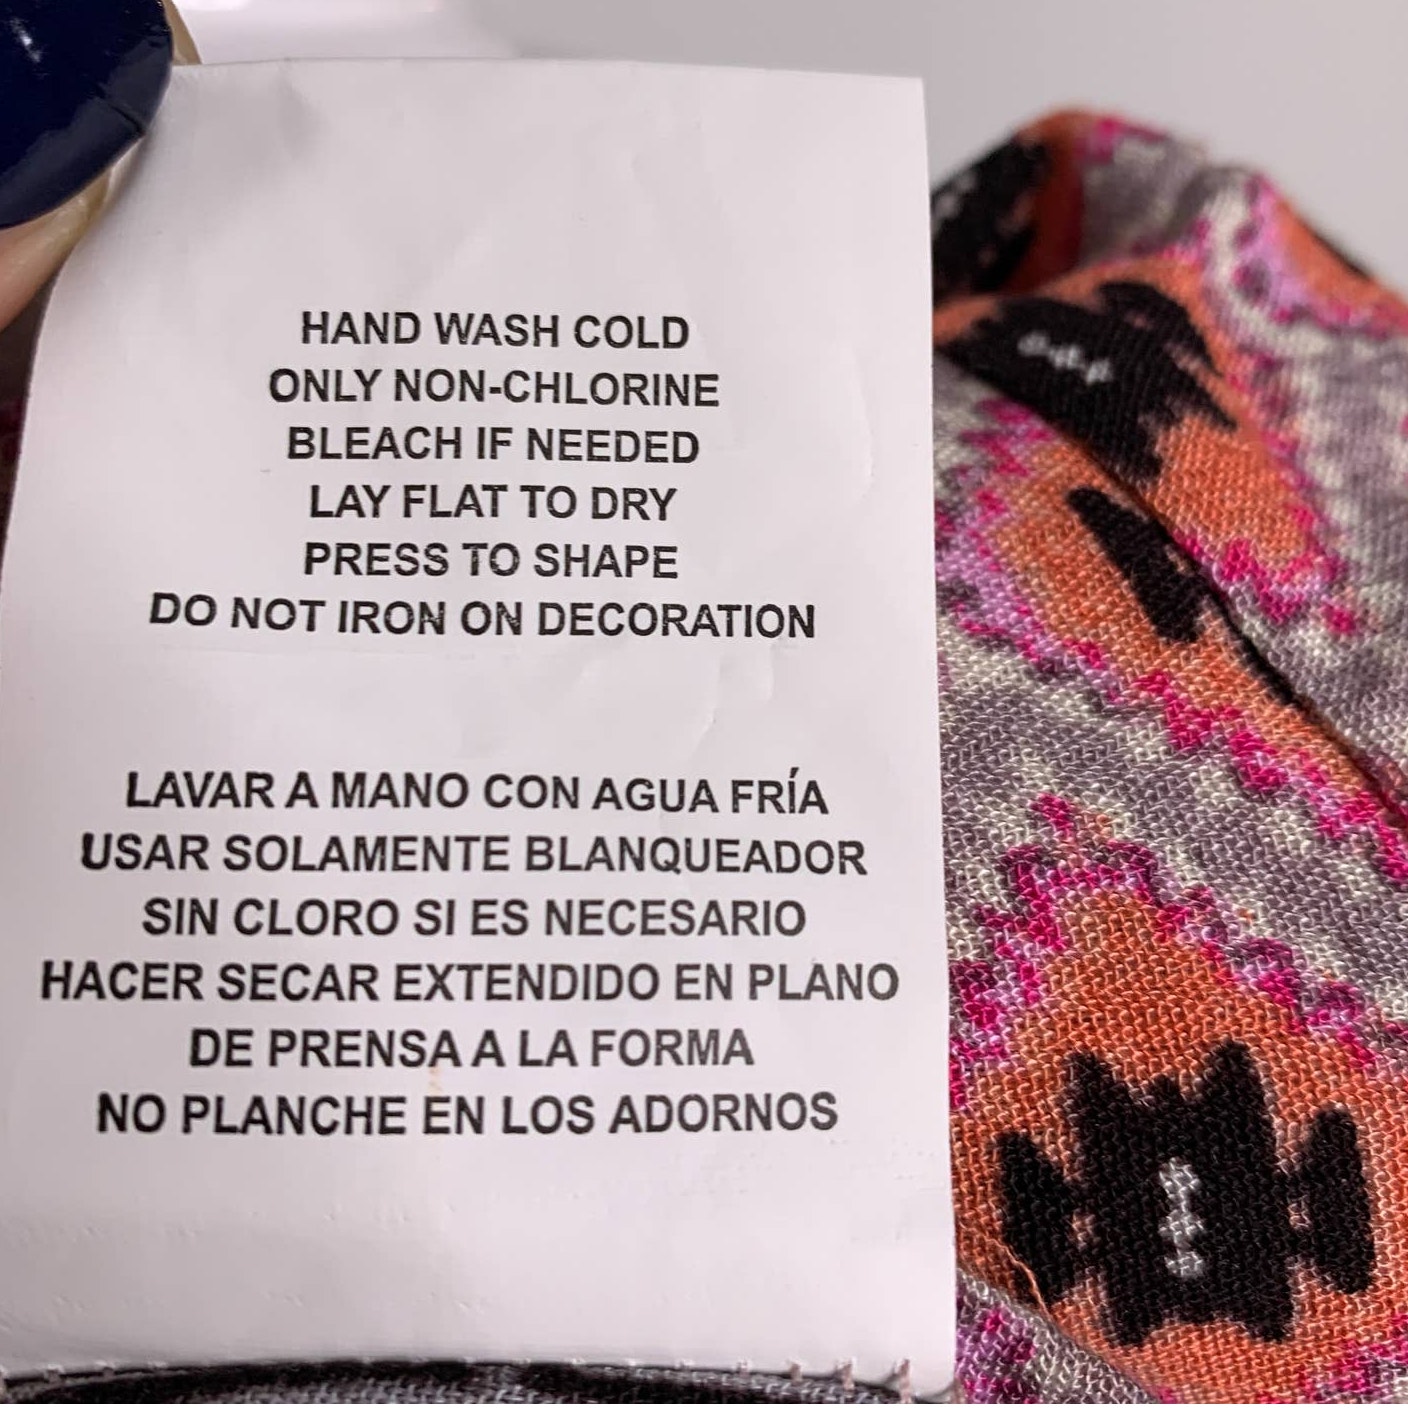 HAND WASH COLD
ONLY NON-CHLORINE
BLEACH IF NEEDED
LAY FLAT TO DRY
PRESS TO SHAPE
DO NOT IRON ON DECORATION
LAVAR A MANO CON AGUA FRÍA
USAR SOLAMENTE BLANQUEADOR
SIN CLORO SI ES NECESARIO
HACER SECAR EXTENDIDO EN PLANO
DE PRENSA A LA FORMA
NO PLANCHE EN LOS ADORNOS